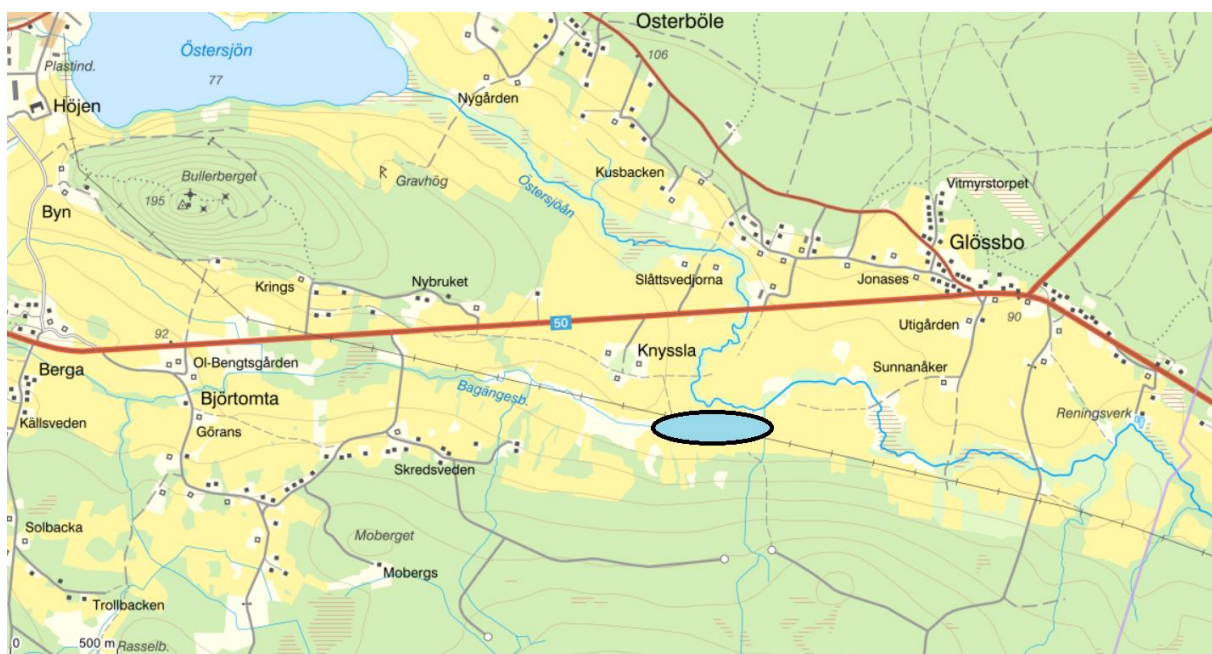 Österböle
Östersjön
106
Plastind.
77
Nygården
Höjen
Kusbacken
Bullerberget
Gravhög
Vitmyrstorpet
195
Östersjöån
Byn
Glössbo
Slåttsvedjorna
Jonases
Krings
Nybruket
50
90
92
Utigården
Knyssla
Ol-Bengtsgården
Berga
Sunnanåker
Bagångesb.
Björtomta
Källsveden
Reningsverk
Görans
Skredsveden
Solbacka
Moberget
Mobergs
Trollbacken
0 500 m
Rasselb.